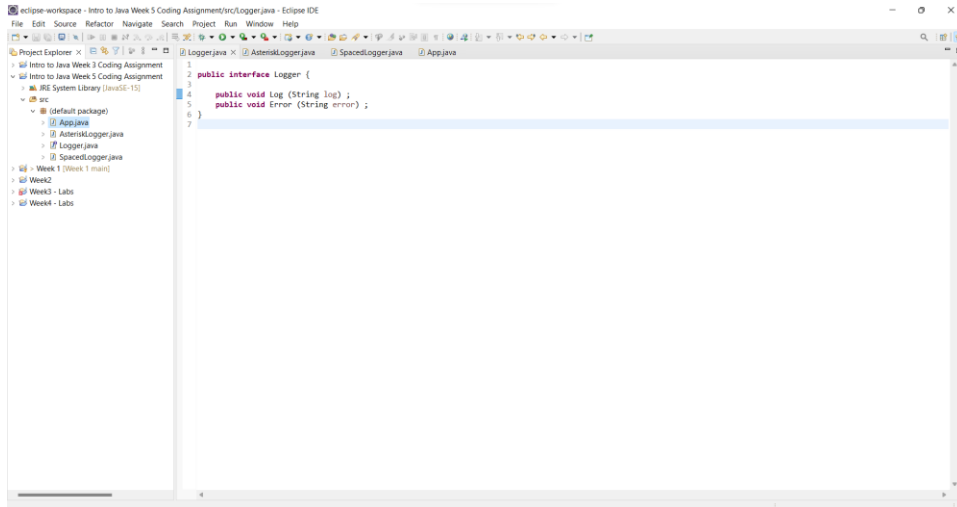 eclipse-workspace - Intro to Java Week 5 Coding Assignment/src/Logger.java - Eclipse IDE
File Edit Source Refactor Navigate Search Project Run Window Help
Project Explorer
Intro to Java Week 3 Coding Assignment
Intro to Java Week 5 Coding Assignment
JRE System Library [JavaSE-15]
src
(default package)
App.java
AsteriskLogger.java
Logger.java
SpacedLogger.java
> Week 1 [Week 1 main]
Week2
Week3 - Labs
Week4 - Labs
Logger.java AsteriskLogger.java SpacedLogger.java App.java
1
2 public interface Logger {
3
4 public void Log (String log) ;
5 public void Error (String error) ;
6 }
7